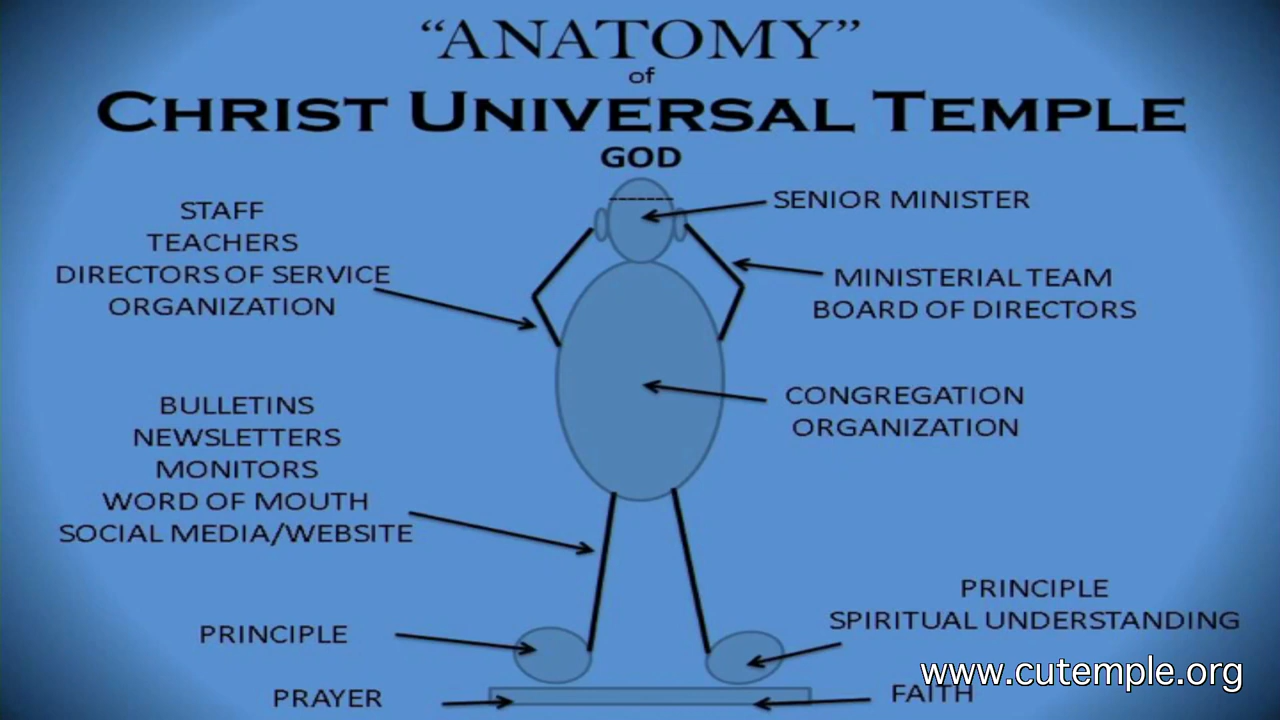 “ANATOMY”
of
CHRIST UNIVERSAL TEMPLE
GOD
STAFF
TEACHERS
DIRECTORS OF SERVICE
ORGANIZATION
SENIOR MINISTER
MINISTERIAL TEAM
BOARD OF DIRECTORS
CONGREGATION
ORGANIZATION
BULLETINS
NEWSLETTERS
MONITORS
WORD OF MOUTH
SOCIAL MEDIA/WEBSITE
PRINCIPLE
SPIRITUAL UNDERSTANDING
PRINCIPLE
PRAYER
FAITH
www.cutemple.org